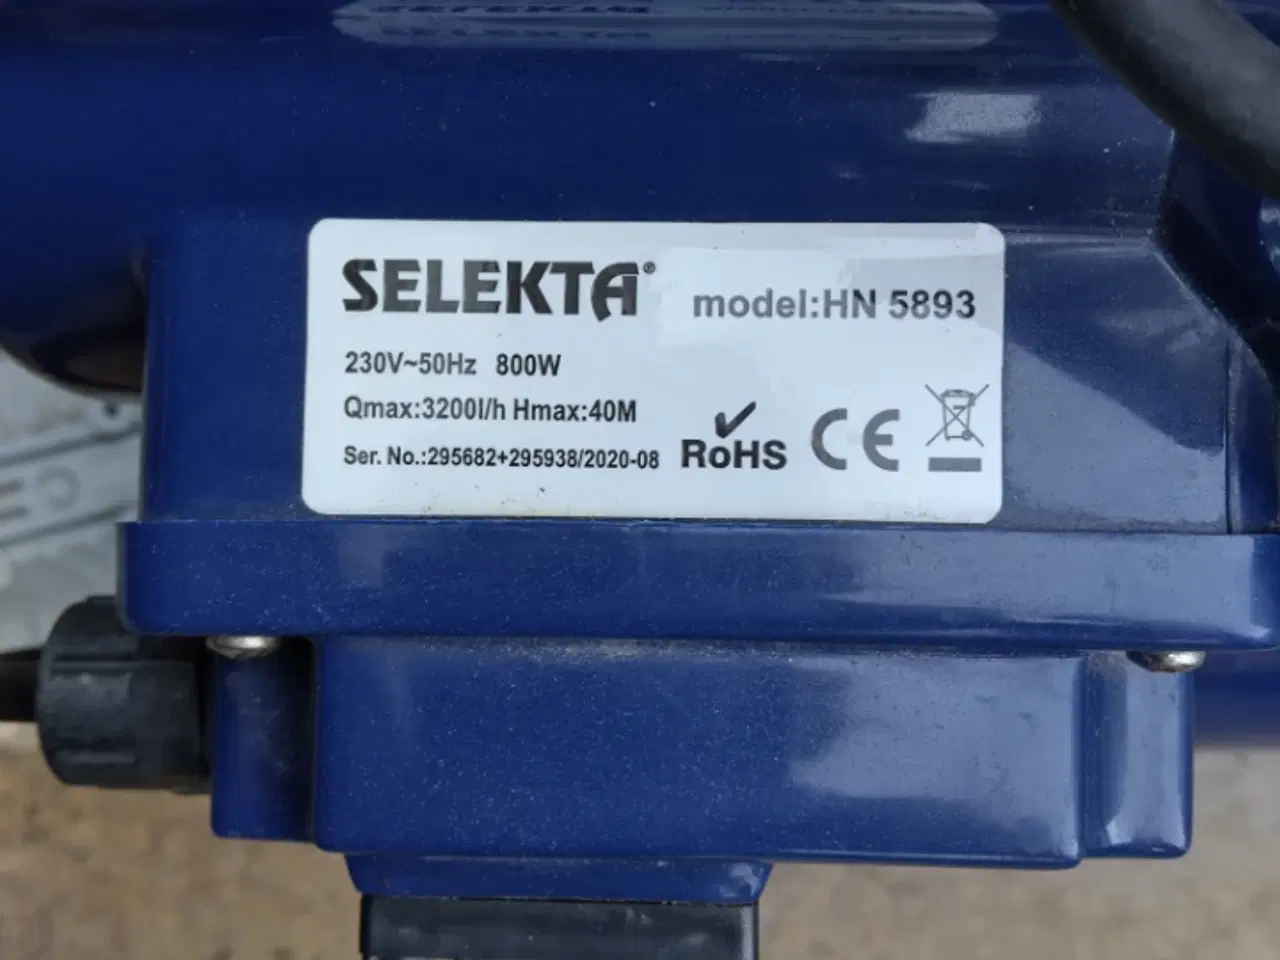 SELEKTA®
model:HN 5893
230V~50Hz 800W
Qmax:3200l/h Hmax:40M
Ser. No.:295682+295938/2020-08
RoHS CE